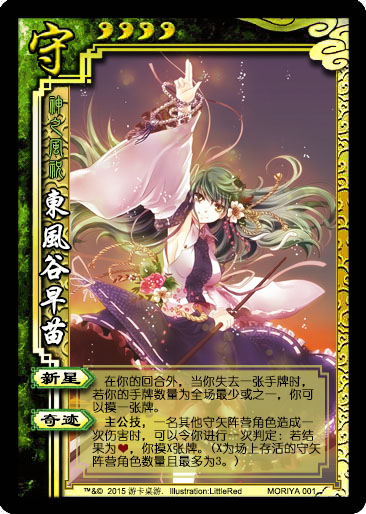 守
神之風祝
東風谷早苗
新星
在你的回合外，当你失去一张手牌时，
若你的手牌数量为全场最少或之一，你可
以摸一张牌。
奇迹
主公技，一名其他守矢阵营角色造成一
次伤害时，可以令你进行一次判定：若结
果为♥，你摸X张牌。（X为场上存活的守矢
阵营角色数量且最多为3。）
™&© 2015 游卡桌游. Illustration:LittleRed
MORIYA 001